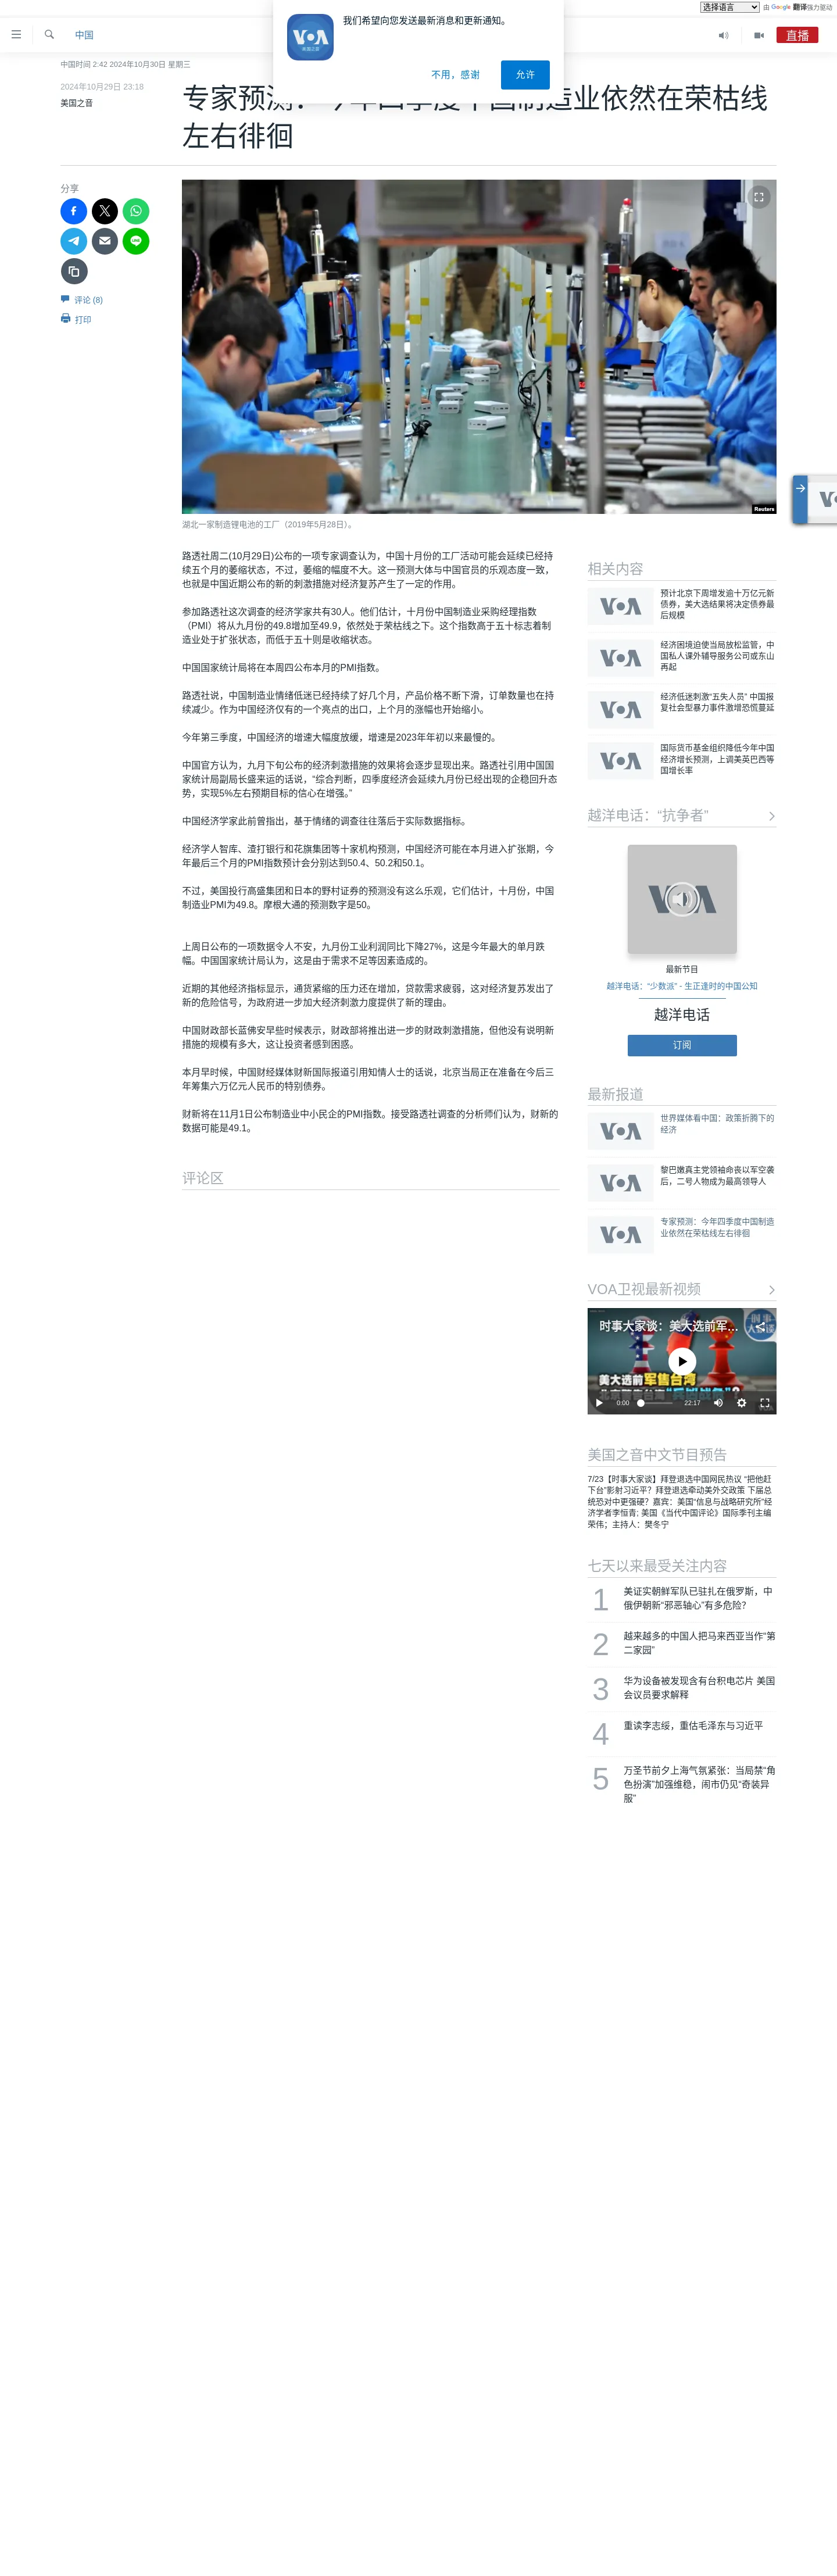 选择语言
由 Google 翻译强力驱动
我们希望向您发送最新消息和更新通知。
不用，感谢
允许
中国
直播
中国时间 2:42 2024年10月30日 星期三
2024年10月29日 23:18
美国之音
专家预测：今年四季度中国制造业依然在荣枯线
左右徘徊
分享
评论 (8)
打印
Reuters
湖北一家制造锂电池的工厂（2019年5月28日）。
路透社周二(10月29日)公布的一项专家调查认为，中国十月份的工厂活动可能会延续已经持
续五个月的萎缩状态，不过，萎缩的幅度不大。这一预测大体与中国官员的乐观态度一致，
也就是中国近期公布的新的刺激措施对经济复苏产生了一定的作用。
参加路透社这次调查的经济学家共有30人。他们估计，十月份中国制造业采购经理指数
（PMI）将从九月份的49.8增加至49.9，依然处于荣枯线之下。这个指数高于五十标志着制
造业处于扩张状态，而低于五十则是收缩状态。
中国国家统计局将在本周四公布本月的PMI指数。
路透社说，中国制造业情绪低迷已经持续了好几个月，产品价格不断下滑，订单数量也在持
续减少。作为中国经济仅有的一个亮点的出口，上个月的涨幅也开始缩小。
今年第三季度，中国经济的增速大幅度放缓，增速是2023年年初以来最慢的。
中国官方认为，九月下旬公布的经济刺激措施的效果将会逐步显现出来。路透社引用中国国
家统计局副局长盛来运的话说，“综合判断，四季度经济会延续九月份已经出现的企稳回升态
势，实现5%左右预期目标的信心在增强。”
中国经济学家此前曾指出，基于情绪的调查往往落后于实际数据指标。
经济学人智库、渣打银行和花旗集团等十家机构预测，中国经济可能在本月进入扩张期，今
年最后三个月的PMI指数预计会分别达到50.4、50.2和50.1。
不过，美国投行高盛集团和日本的野村证券的预测没有这么乐观，它们估计，十月份，中国
制造业PMI为49.8。摩根大通的预测数字是50。
上周日公布的一项数据令人不安，九月份工业利润同比下降27%，这是今年最大的单月跌
幅。中国国家统计局认为，这是由于需求不足等因素造成的。
近期的其他经济指标显示，通货紧缩的压力还在增加，贷款需求疲弱，这对经济复苏发出了
新的危险信号，为政府进一步加大经济刺激力度提供了新的理由。
中国财政部长蓝佛安早些时候表示，财政部将推出进一步的财政刺激措施，但他没有说明新
措施的规模有多大，这让投资者感到困惑。
本月早时候，中国财经媒体财新国际报道引用知情人士的话说，北京当局正在准备在今后三
年筹集六万亿元人民币的特别债券。
财新将在11月1日公布制造业中小民企的PMI指数。接受路透社调查的分析师们认为，财新的
数据可能是49.1。
评论区
相关内容
预计北京下周增发逾十万亿元新
债券，美大选结果将决定债券最
后规模
经济困境迫使当局放松监管，中
国私人课外辅导服务公司或东山
再起
经济低迷刺激“五失人员” 中国报
复社会型暴力事件激增恐慌蔓延
国际货币基金组织降低今年中国
经济增长预测，上调美英巴西等
国增长率
越洋电话：“抗争者”
最新节目
越洋电话：“少数派” - 生正逢时的中国公知
越洋电话
订阅
最新报道
世界媒体看中国：政策折腾下的
经济
黎巴嫩真主党领袖命丧以军空袭
后，二号人物成为最高领导人
专家预测：今年四季度中国制造
业依然在荣枯线左右徘徊
VOA卫视最新视频
时事大家谈：美大选前军…
美大选前军售台湾
0:00
22:17
美国之音中文节目预告
7/23【时事大家谈】拜登退选中国网民热议 “把他赶
下台”影射习近平？拜登退选牵动美外交政策 下届总
统恐对中更强硬？嘉宾：美国“信息与战略研究所”经
济学者李恒青; 美国《当代中国评论》国际季刊主编
荣伟；主持人：樊冬宁
七天以来最受关注内容
1
美证实朝鲜军队已驻扎在俄罗斯，中
俄伊朝新“邪恶轴心”有多危险？
2
越来越多的中国人把马来西亚当作“第
二家园”
3
华为设备被发现含有台积电芯片 美国
会议员要求解释
4
重读李志绥，重估毛泽东与习近平
5
万圣节前夕上海气氛紧张：当局禁“角
色扮演”加强维稳，闹市仍见“奇装异
服”